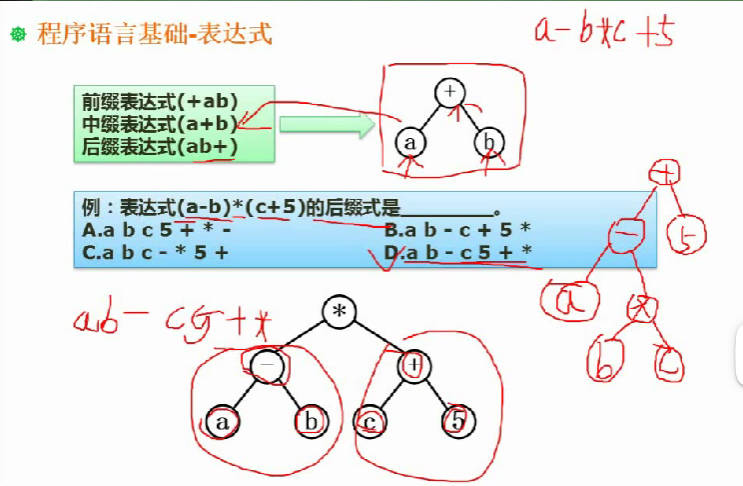 程序语言基础-表达式
a-b*c+5
前缀表达式(+ab)
中缀表达式(a+b)
后缀表达式(ab+)
+
a
b
例：表达式(a-b)*(c+5)的后缀式是__________。
A.a b c 5 + * -
B.a b - c + 5 *
C.a b c - * 5 +
D.a b - c 5 + *
+
-
5
a
*
b
c
ab- c5+*
*
-
+
a
b
c
5